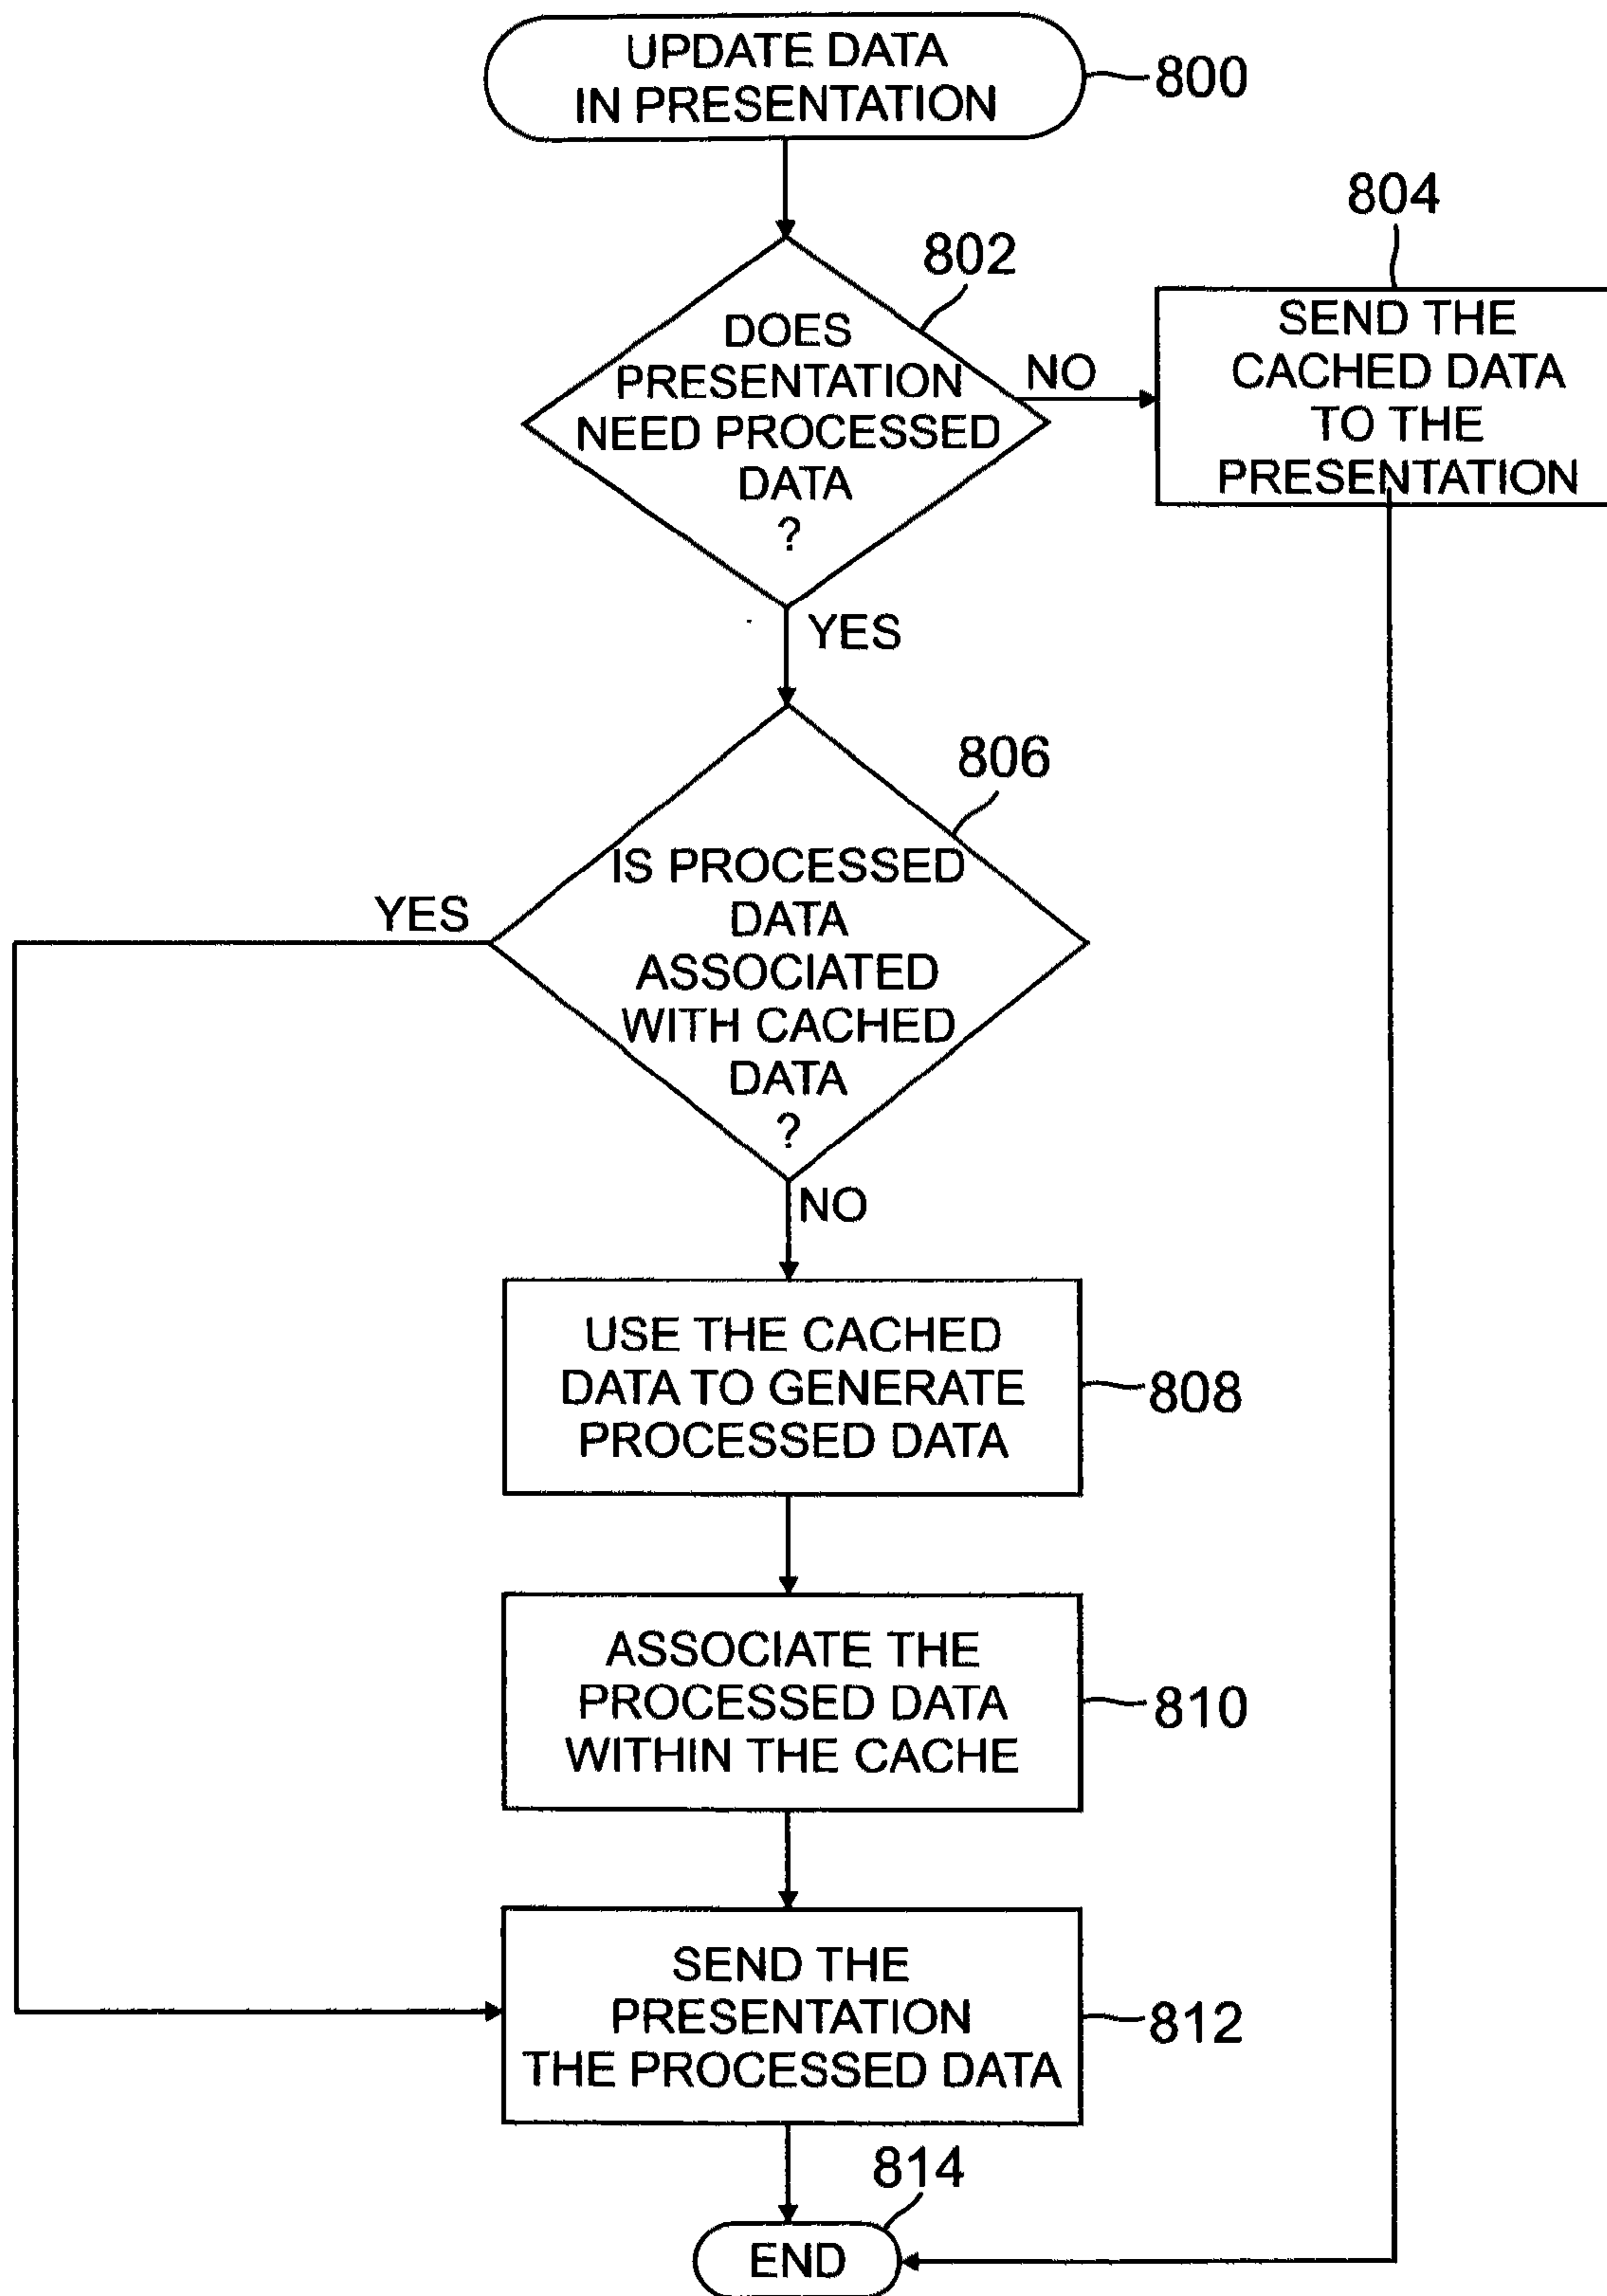 UPDATE DATA
IN PRESENTATION
800
802
DOES
PRESENTATION
NEED PROCESSED
DATA
?
NO
804
SEND THE
CACHED DATA
TO THE
PRESENTATION
YES
806
IS PROCESSED
DATA
ASSOCIATED
WITH CACHED
DATA
?
YES
NO
USE THE CACHED
DATA TO GENERATE
PROCESSED DATA
808
ASSOCIATE THE
PROCESSED DATA
WITHIN THE CACHE
810
SEND THE
PRESENTATION
THE PROCESSED DATA
812
814
END